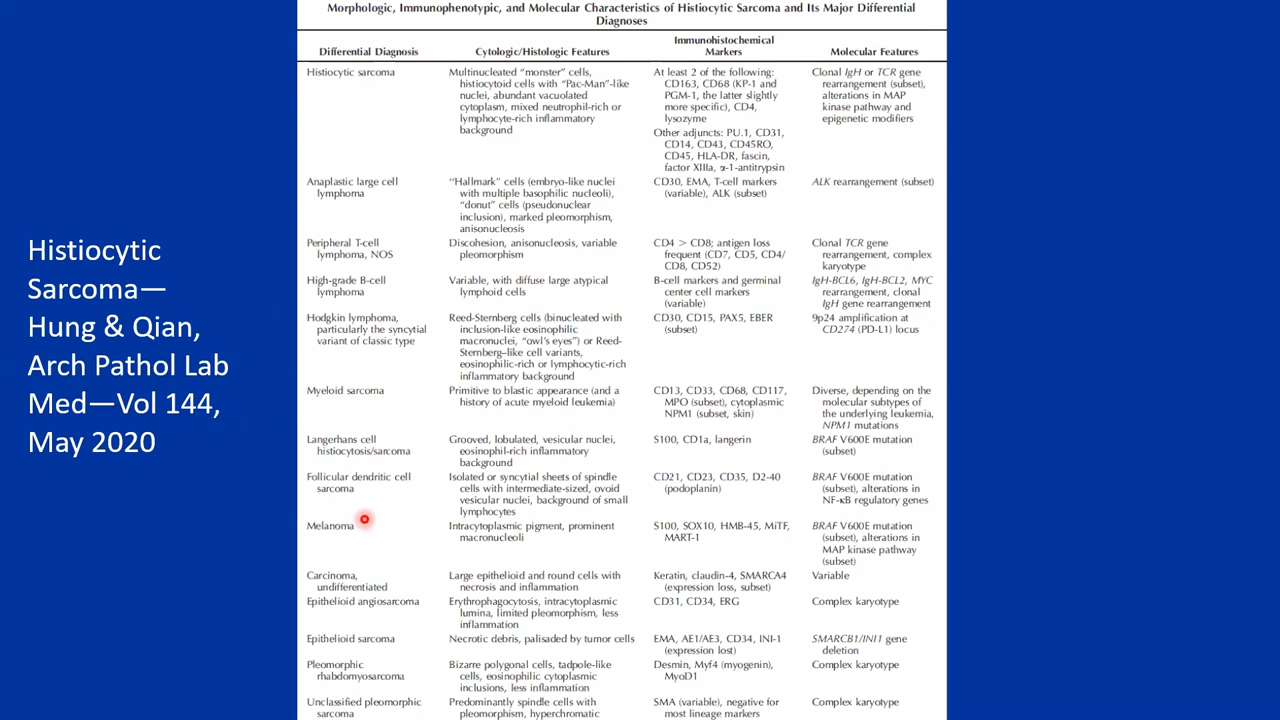 Histiocytic
Sarcoma—
Hung & Qian,
Arch Pathol Lab
Med—Vol 144,
May 2020
Morphologic, Immunophenotypic, and Molecular Characteristics of Histiocytic Sarcoma and Its Major Differential
Diagnoses
Differential Diagnosis
Cytologic/Histologic Features
Immunohistochemical
Markers
Molecular Features
Histiocytic sarcoma
Multinucleated “monster” cells,
histiocytoid cells with “Pac-Man”-like
nuclei, abundant vacuolated
cytoplasm, mixed neutrophil-rich or
lymphocyte-rich inflammatory
background
At least 2 of the following:
CD163, CD68 (KP-1 and
PGM-1, the latter slightly
more specific), CD4,
lysozyme
Other adjuncts: PU.1, CD31,
CD14, CD43, CD45RO,
CD45, HLA-DR, fascin,
factor XIIIa, α-1-antitrypsin
Clonal IgH or TCR gene
rearrangement (subset),
alterations in MAP
kinase pathway and
epigenetic modifiers
Anaplastic large cell
lymphoma
“Hallmark” cells (embryo-like nuclei
with multiple basophilic nucleoli),
“donut” cells (pseudonuclear
inclusion), marked pleomorphism,
anisonucleosis
CD30, EMA, T-cell markers
(variable), ALK (subset)
ALK rearrangement (subset)
Peripheral T-cell
lymphoma, NOS
Discohesion, anisonucleosis, variable
pleomorphism
CD4 > CD8; antigen loss
frequent (CD7, CD5, CD4/
CD8, CD52)
Clonal TCR gene
rearrangement, complex
karyotype
High-grade B-cell
lymphoma
Variable, with diffuse large atypical
lymphoid cells
B-cell markers and germinal
center cell markers
(variable)
IgH-BCL6, IgH-BCL2, MYC
rearrangement, clonal
IgH gene rearrangement
Hodgkin lymphoma,
particularly the syncytial
variant of classic type
Reed-Sternberg cells (binucleated with
inclusion-like eosinophilic
macronuclei, “owl’s eyes”) or Reed-
Sternberg–like cell variants,
eosinophilic-rich or lymphocytic-rich
inflammatory background
CD30, CD15, PAX5, EBER
(subset)
9p24 amplification at
CD274 (PD-L1) locus
Myeloid sarcoma
Primitive to blastic appearance (and a
history of acute myeloid leukemia)
CD13, CD33, CD68, CD117,
MPO (subset), cytoplasmic
NPM1 (subset, skin)
Diverse, depending on the
molecular subtypes of
the underlying leukemia,
NPM1 mutations
Langerhans cell
histiocytosis/sarcoma
Grooved, lobulated, vesicular nuclei,
eosinophil-rich inflammatory
background
S100, CD1a, langerin
BRAF V600E mutation
(subset)
Follicular dendritic cell
sarcoma
Isolated or syncytial sheets of spindle
cells with intermediate-sized, ovoid
vesicular nuclei, background of small
lymphocytes
CD21, CD23, CD35, D2-40
(podoplanin)
BRAF V600E mutation
(subset), alterations in
NF-κB regulatory genes
Melanoma
Intracytoplasmic pigment, prominent
macronucleoli
S100, SOX10, HMB-45, MiTF,
MART-1
BRAF V600E mutation
(subset), alterations in
MAP kinase pathway
(subset)
Carcinoma,
undifferentiated
Large epithelioid and round cells with
necrosis and inflammation
Keratin, claudin-4, SMARCA4
(expression loss, subset)
Variable
Epithelioid angiosarcoma
Erythrophagocytosis, intracytoplasmic
lumina, limited pleomorphism, less
inflammation
CD31, CD34, ERG
Complex karyotype
Epithelioid sarcoma
Necrotic debris, palisaded by tumor cells
EMA, AE1/AE3, CD34, INI-1
(expression lost)
SMARCB1/INI1 gene
deletion
Pleomorphic
rhabdomyosarcoma
Bizarre polygonal cells, tadpole-like
cells, eosinophilic cytoplasmic
inclusions, less inflammation
Desmin, Myf4 (myogenin),
MyoD1
Complex karyotype
Unclassified pleomorphic
sarcoma
Predominantly spindle cells with
pleomorphism, hyperchromatic
SMA (variable), negative for
most lineage markers
Complex karyotype